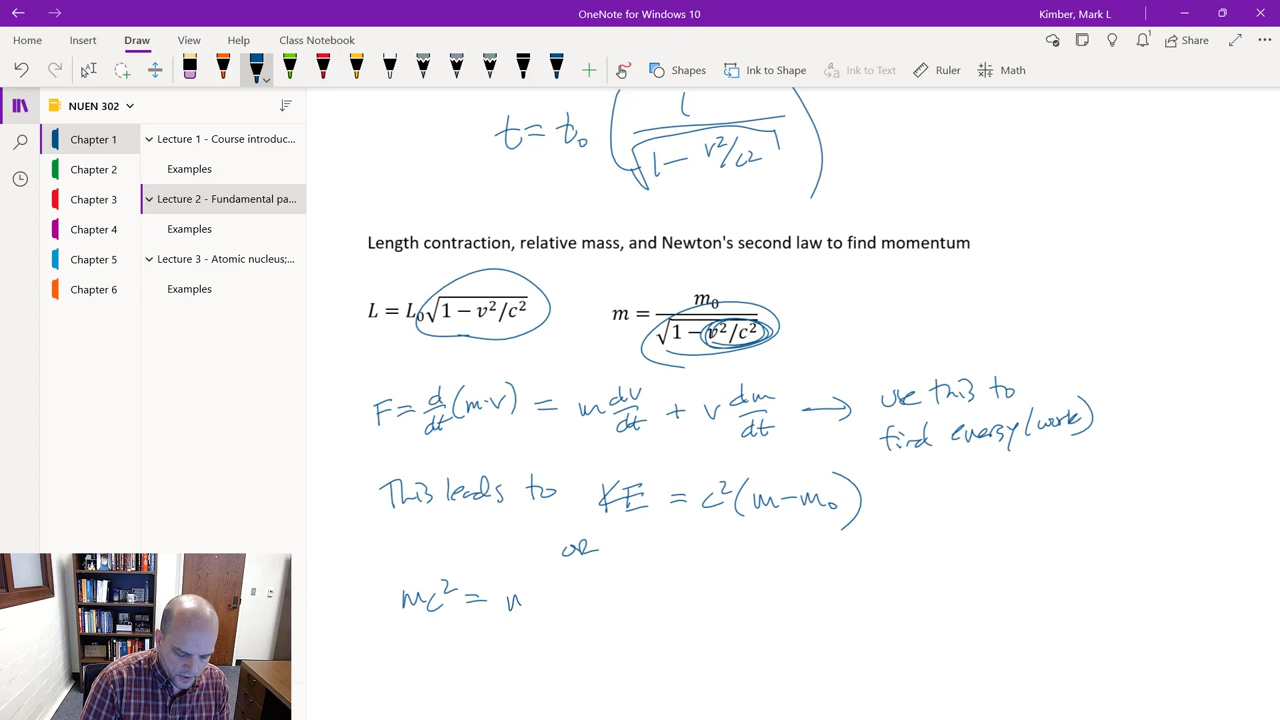 OneNote for Windows 10
Kimber, Mark L
Home Insert Draw View Help Class Notebook
Share
Shapes Ink to Shape Ink to Text Ruler Math
NUEN 302
Chapter 1
Chapter 2
Chapter 3
Chapter 4
Chapter 5
Chapter 6
Lecture 1 - Course introduc...
Examples
Lecture 2 - Fundamental pa...
Examples
Lecture 3 - Atomic nucleus;...
Examples
t = t₀ (1 / √(1 − v²/c²))
Length contraction, relative mass, and Newton's second law to find momentum
L = L₀√(1 − v²/c²) m = m₀ / √(1 − v²/c²)
F = d/dt (m·v) = m dv/dt + v dm/dt → use this to
find energy (work)
This leads to KE = c² (m − m₀)
or
mc² =